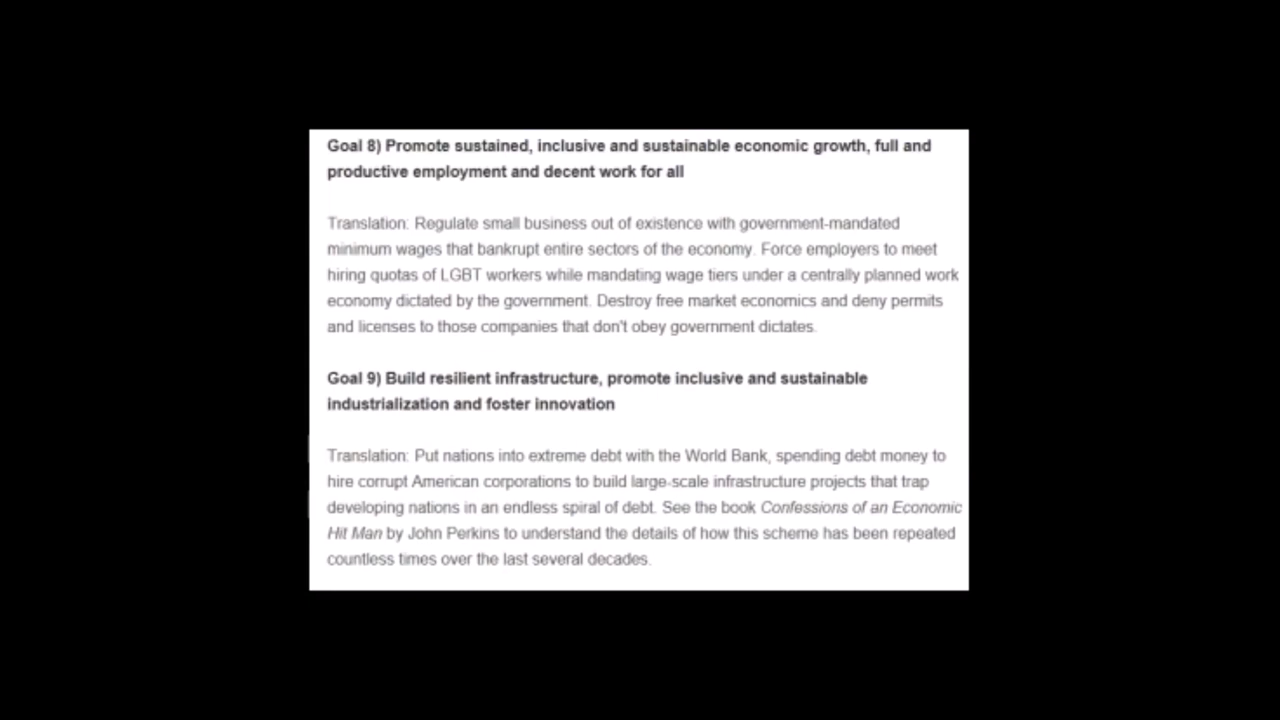 Goal 8) Promote sustained, inclusive and sustainable economic growth, full and
productive employment and decent work for all
Translation: Regulate small business out of existence with government-mandated
minimum wages that bankrupt entire sectors of the economy. Force employers to meet
hiring quotas of LGBT workers while mandating wage tiers under a centrally planned work
economy dictated by the government. Destroy free market economics and deny permits
and licenses to those companies that don't obey government dictates.
Goal 9) Build resilient infrastructure, promote inclusive and sustainable
industrialization and foster innovation
Translation: Put nations into extreme debt with the World Bank, spending debt money to
hire corrupt American corporations to build large-scale infrastructure projects that trap
developing nations in an endless spiral of debt. See the book Confessions of an Economic
Hit Man by John Perkins to understand the details of how this scheme has been repeated
countless times over the last several decades.